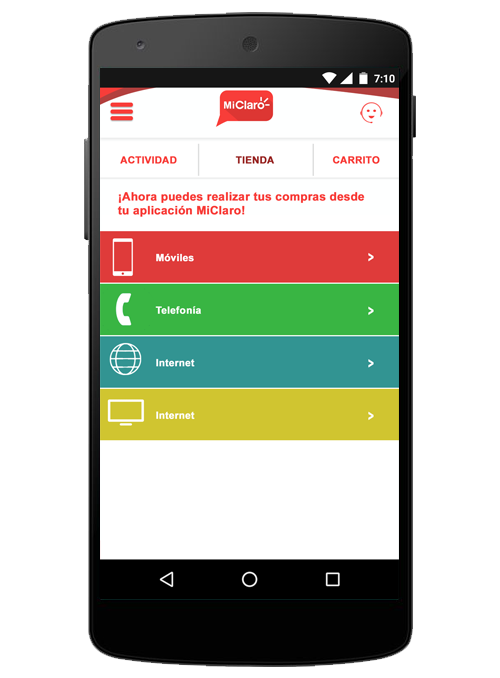 7:10
MiClaro
ACTIVIDAD TIENDA CARRITO
¡Ahora puedes realizar tus compras desde
tu aplicación MiClaro!
Móviles >
Telefonía >
Internet >
Internet >